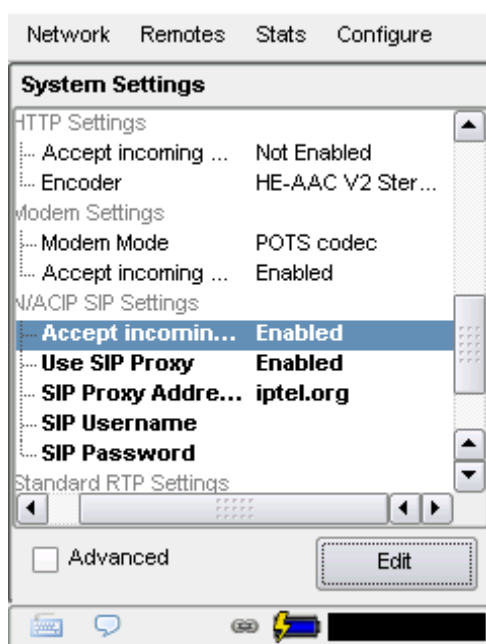 Network Remotes Stats Configure
System Settings
HTTP Settings
Accept incoming ... Not Enabled
Encoder HE-AAC V2 Ster...
Modem Settings
Modem Mode POTS codec
Accept incoming ... Enabled
N/ACIP SIP Settings
Accept incomin... Enabled
Use SIP Proxy Enabled
SIP Proxy Addre... iptel.org
SIP Username
SIP Password
Standard RTP Settings
Advanced Edit